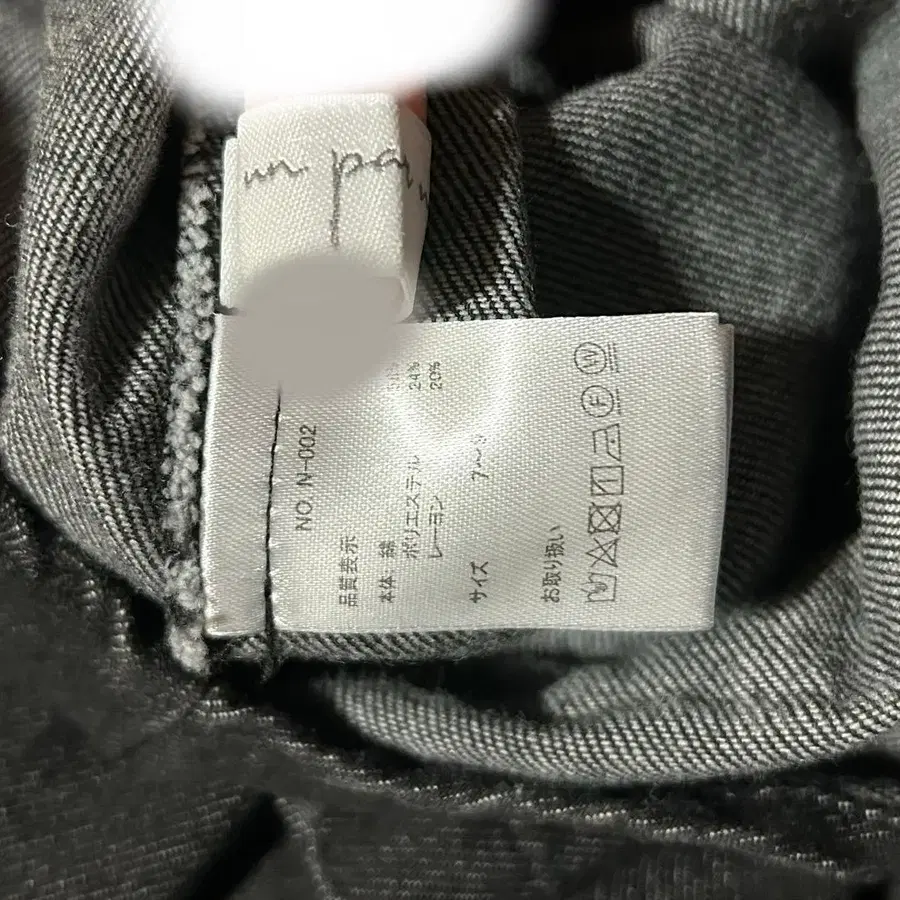 un pa
NO. N-002
品質表示
本体: 綿
ポリエステル 24%
レーヨン 26%
サイズ
お取り扱い
W
F